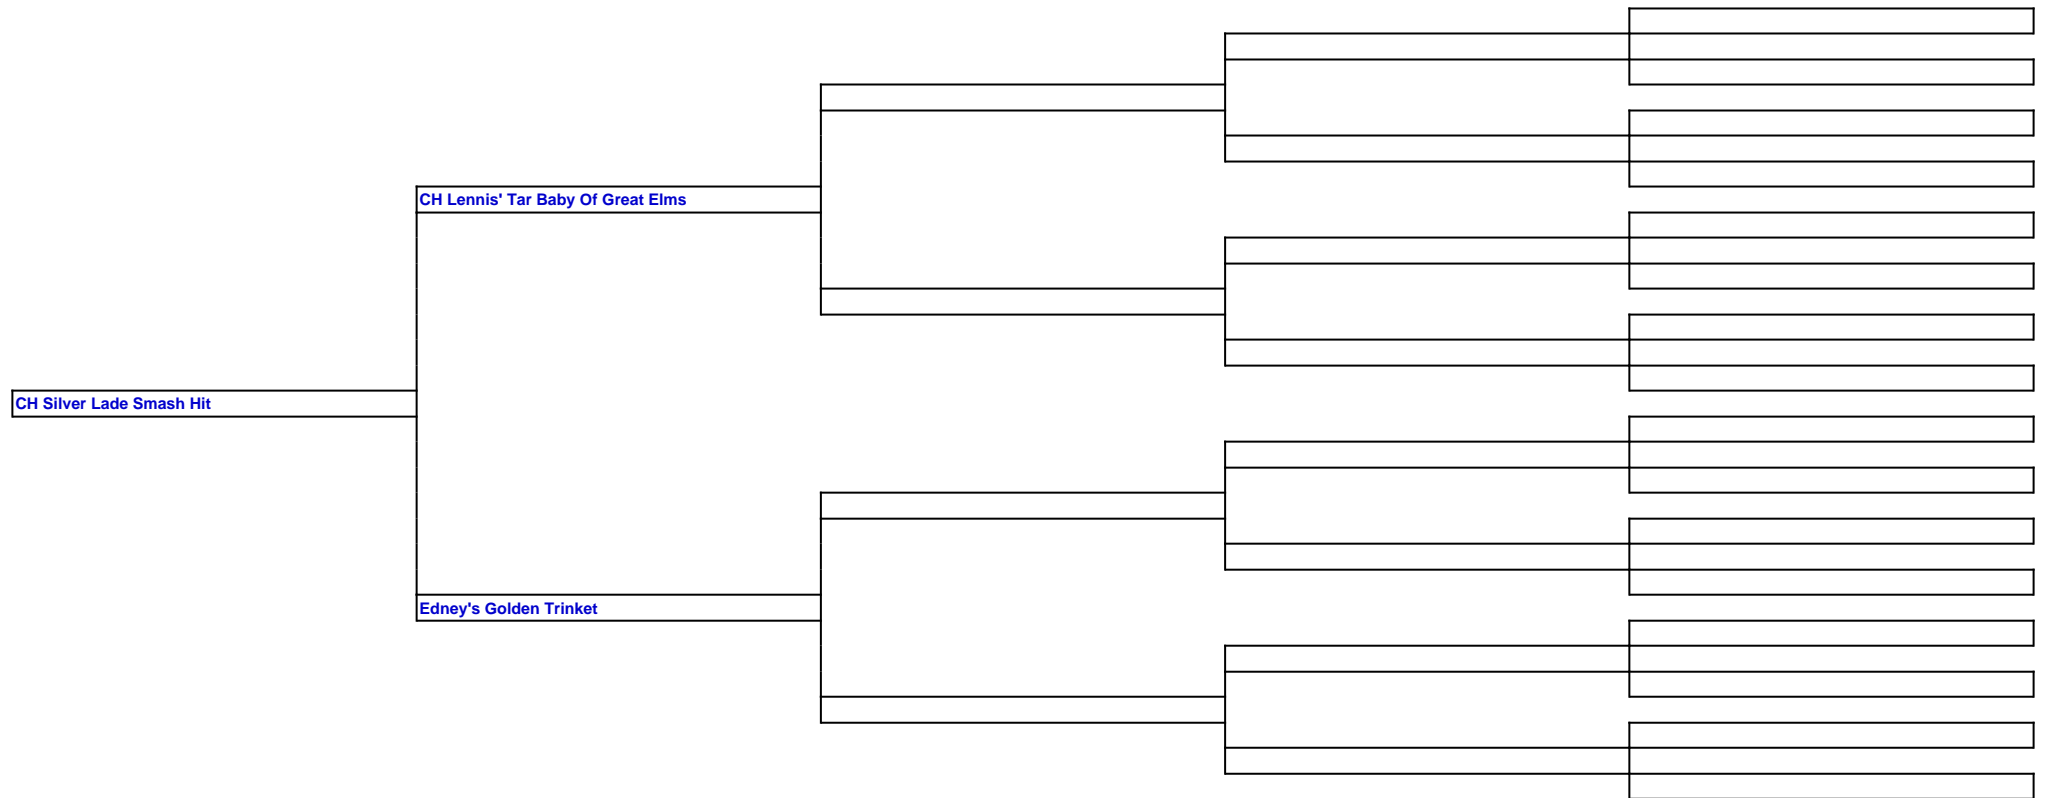 CH Lennis' Tar Baby Of Great Elms
CH Silver Lade Smash Hit
Edney's Golden Trinket